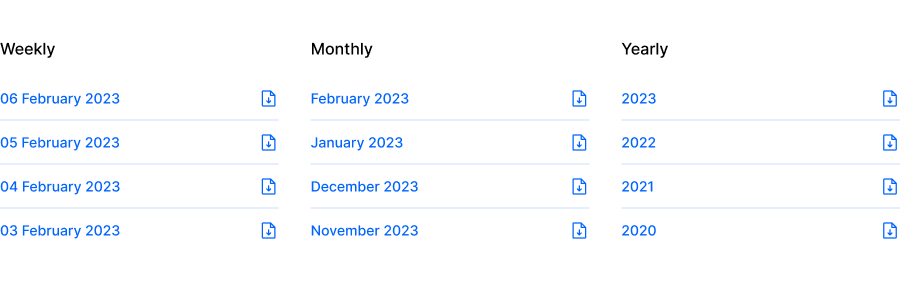 Weekly
06 February 2023
05 February 2023
04 February 2023
03 February 2023
Monthly
February 2023
January 2023
December 2023
November 2023
Yearly
2023
2022
2021
2020